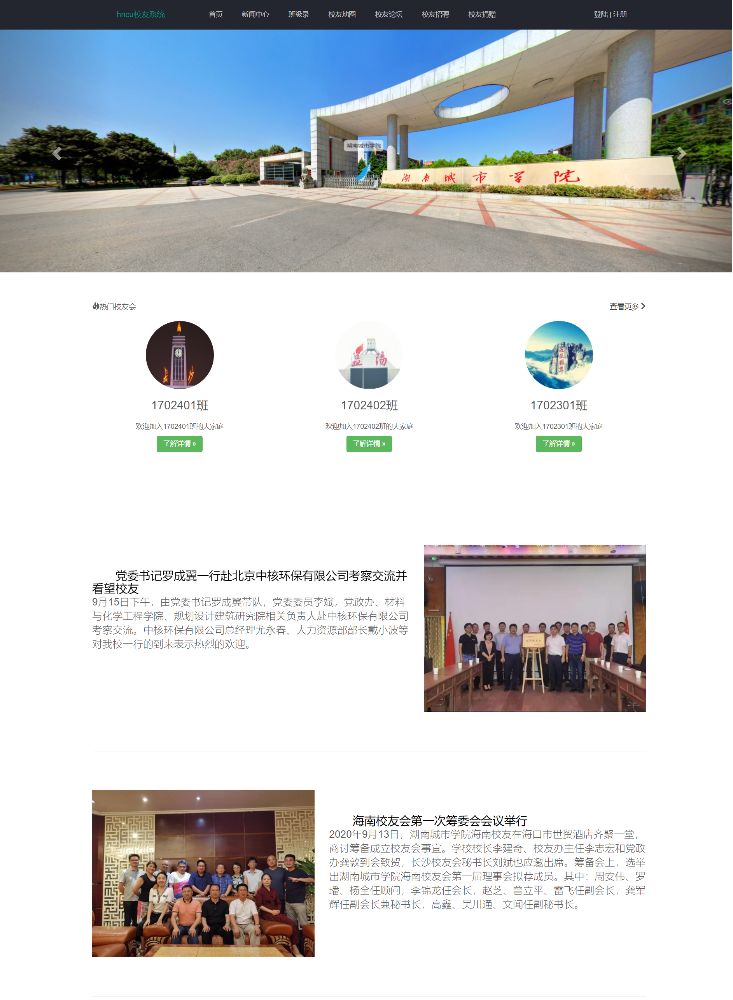 hncu校友系统 首页 新闻中心 班级录 校友地图 校友论坛 校友招聘 校友捐赠 登陆 | 注册
湖南城市学院
湖南城市学院
热门校友会 查看更多
长沙
益陽
五嶽獨尊
1702401班 1702402班 1702301班
欢迎加入1702401班的大家庭 欢迎加入1702402班的大家庭 欢迎加入1702301班的大家庭
了解详情 » 了解详情 » 了解详情 »
党委书记罗成翼一行赴北京中核环保有限公司考察交流并
看望校友
9月15日下午，由党委书记罗成翼带队，党委委员李斌，党政办、材料
与化学工程学院、规划设计建筑研究院相关负责人赴中核环保有限公司
考察交流。中核环保有限公司总经理尤永春、人力资源部部长戴小波等
对我校一行的到来表示热烈的欢迎。
海南校友会第一次筹委会会议举行
2020年9月13日，湖南城市学院海南校友在海口市世贸酒店齐聚一堂，
商讨筹备成立校友会事宜。学校校长李建奇、校友办主任李志宏和党政
办龚敦到会致贺，长沙校友会秘书长刘斌也应邀出席。筹备会上，选举
出湖南城市学院海南校友会第一届理事会拟荐成员。其中：周安伟、罗
璠、杨全任顾问，李锦龙任会长，赵芝、曾立平、雷飞任副会长，龚军
辉任副会长兼秘书长，高鑫、吴川通、文闻任副秘书长。